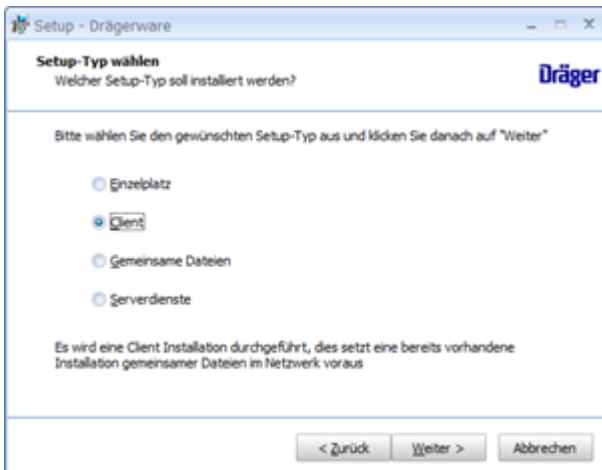 Setup - Drägerware
Setup-Typ wählen
Welcher Setup-Typ soll installiert werden?
Dräger
Bitte wählen Sie den gewünschten Setup-Typ aus und klicken Sie danach auf "Weiter"
Einzelplatz
Client
Gemeinsame Dateien
Serverdienste
Es wird eine Client Installation durchgeführt, dies setzt eine bereits vorhandene
Installation gemeinsamer Dateien im Netzwerk voraus
< Zurück Weiter > Abbrechen